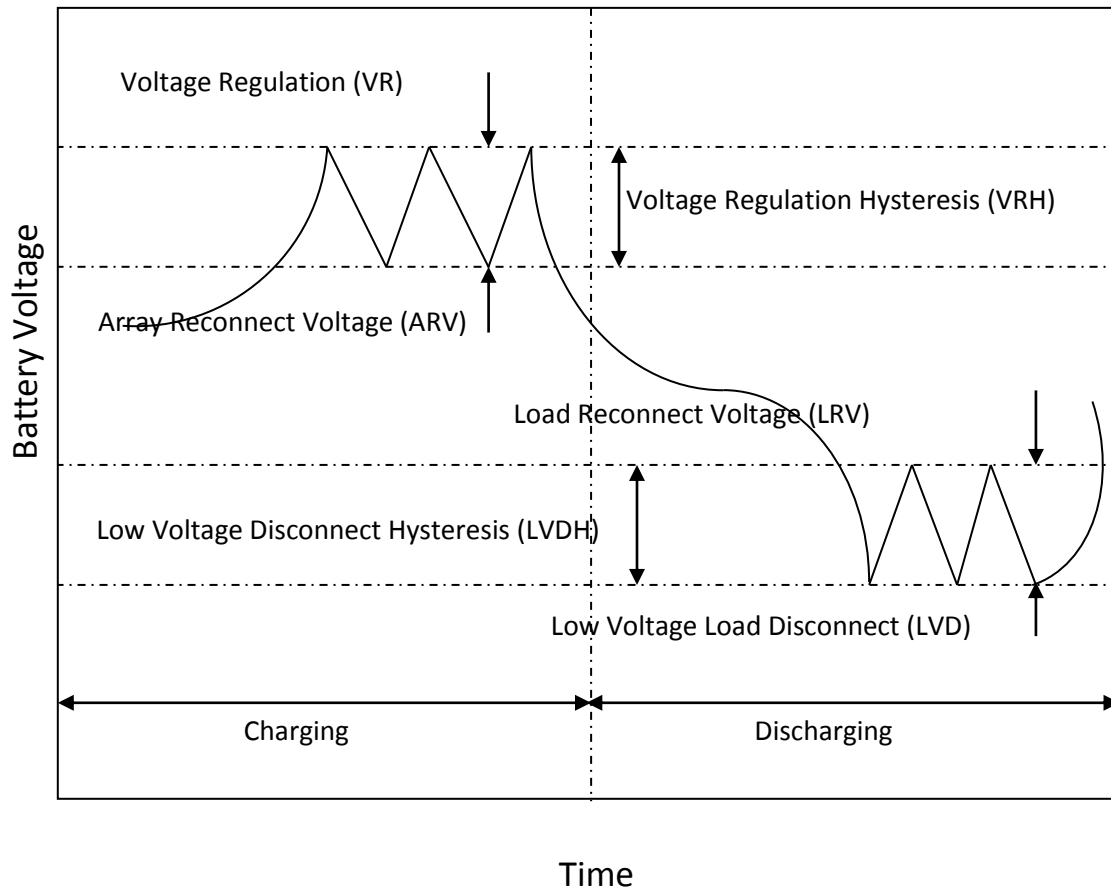 Voltage Regulation (VR)
Voltage Regulation Hysteresis (VRH)
Array Reconnect Voltage (ARV)
Battery Voltage
Load Reconnect Voltage (LRV)
Low Voltage Disconnect Hysteresis (LVDH)
Low Voltage Load Disconnect (LVD)
Charging
Discharging
Time